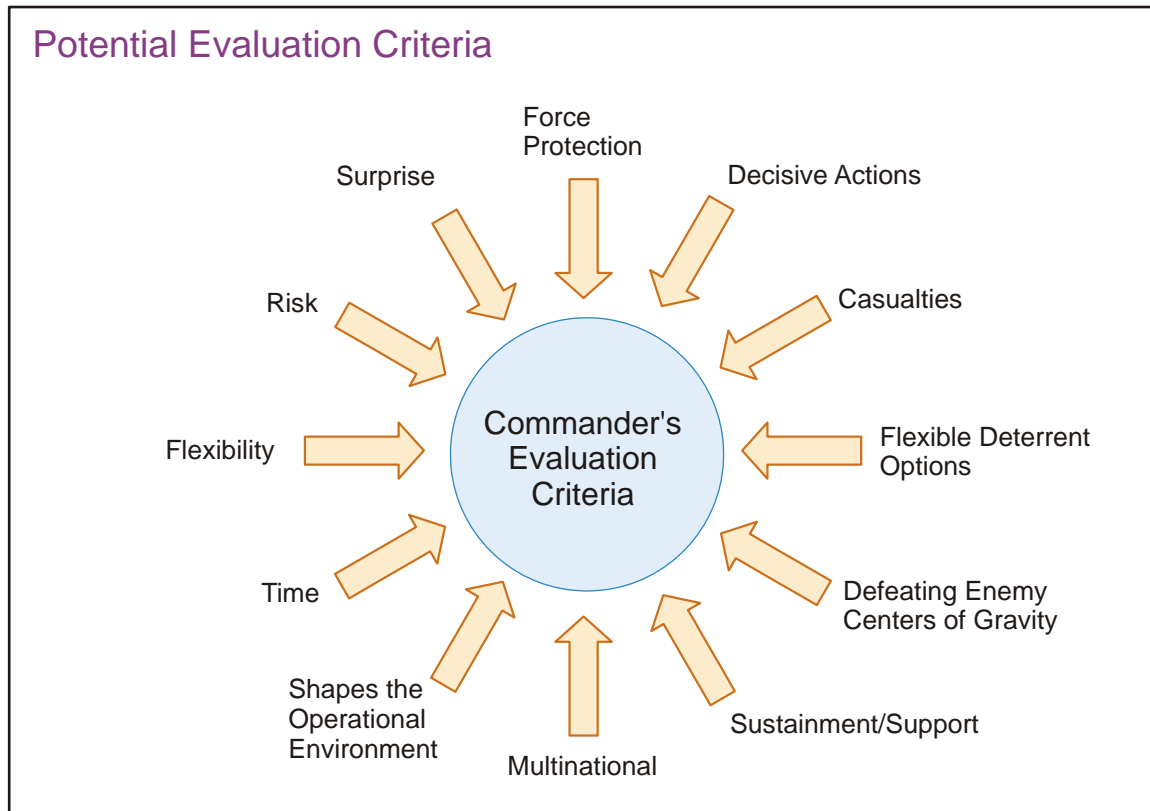 Potential Evaluation Criteria
Force
Protection
Surprise
Decisive Actions
Risk
Casualties
Commander's
Evaluation
Criteria
Flexibility
Flexible Deterrent
Options
Time
Defeating Enemy
Centers of Gravity
Shapes the
Operational
Environment
Sustainment/Support
Multinational